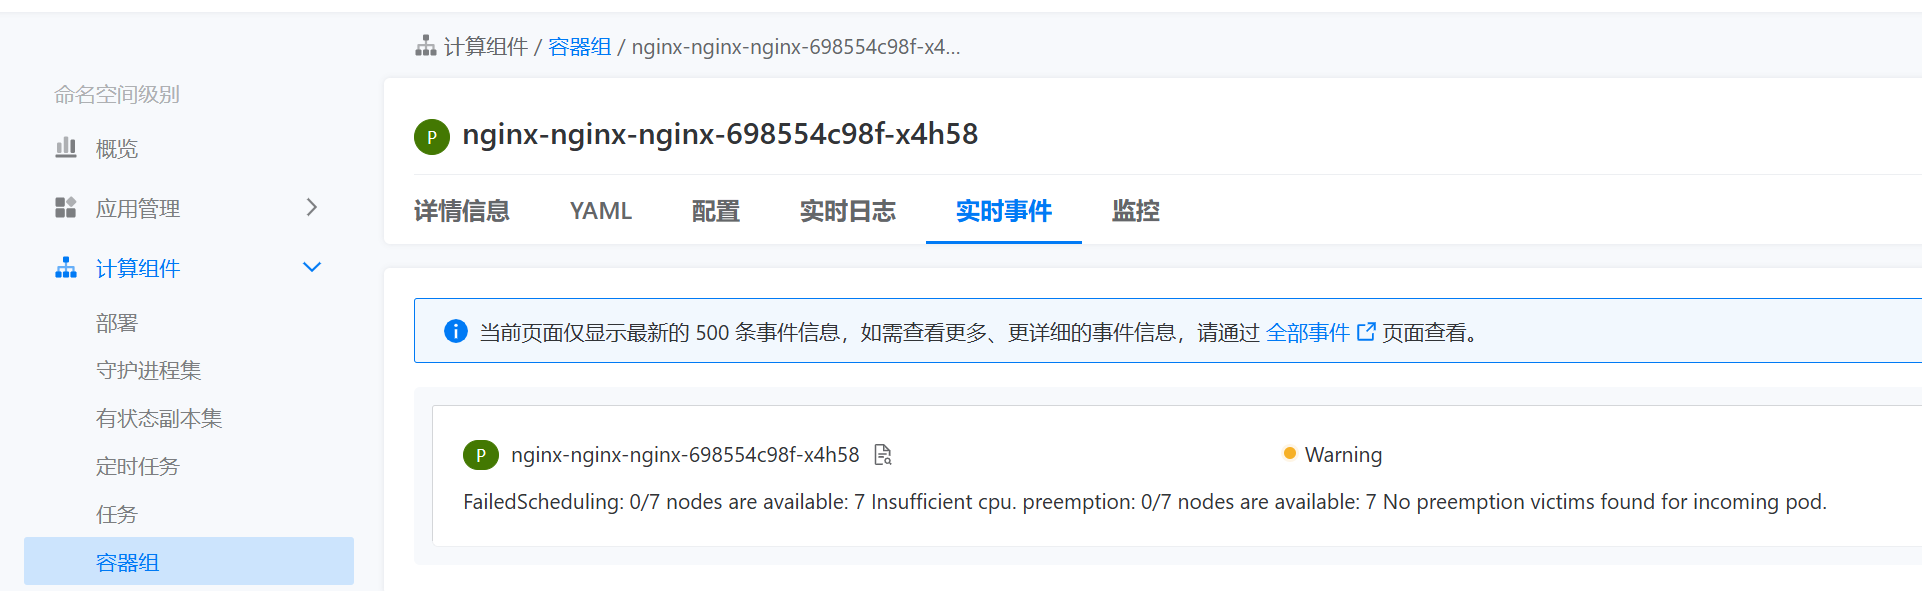 计算组件 / 容器组 / nginx-nginx-nginx-698554c98f-x4...
命名空间级别
概览
应用管理
计算组件
部署
守护进程集
有状态副本集
定时任务
任务
容器组
P nginx-nginx-nginx-698554c98f-x4h58
详情信息 YAML 配置 实时日志 实时事件 监控
当前页面仅显示最新的 500 条事件信息，如需查看更多、更详细的事件信息，请通过 全部事件 页面查看。
P nginx-nginx-nginx-698554c98f-x4h58 Warning
FailedScheduling: 0/7 nodes are available: 7 Insufficient cpu. preemption: 0/7 nodes are available: 7 No preemption victims found for incoming pod.